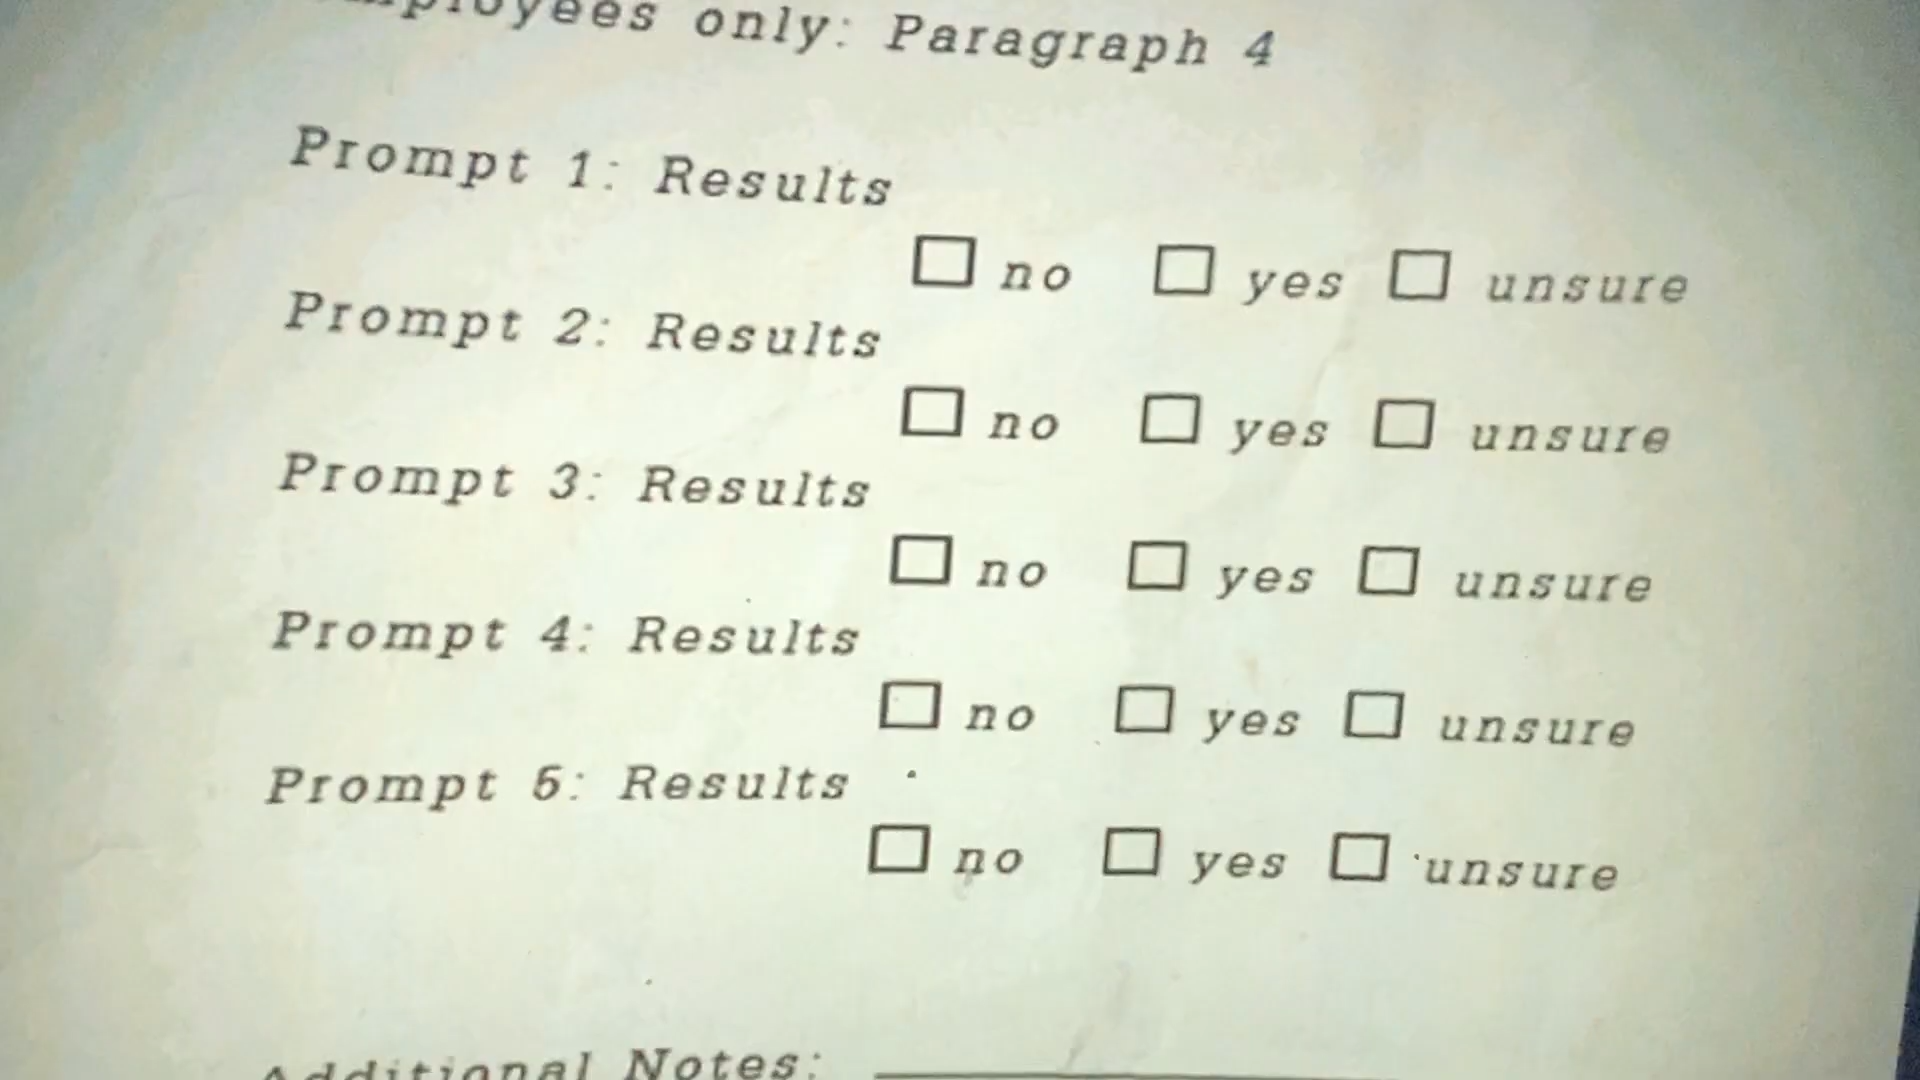 only: Paragraph 4
Prompt 1: Results
☐ no ☐ yes ☐ unsure
Prompt 2: Results
☐ no ☐ yes ☐ unsure
Prompt 3: Results
☐ no ☐ yes ☐ unsure
Prompt 4: Results
☐ no ☐ yes ☐ unsure
Prompt 5: Results
☐ no ☐ yes ☐ unsure
Additional Notes: